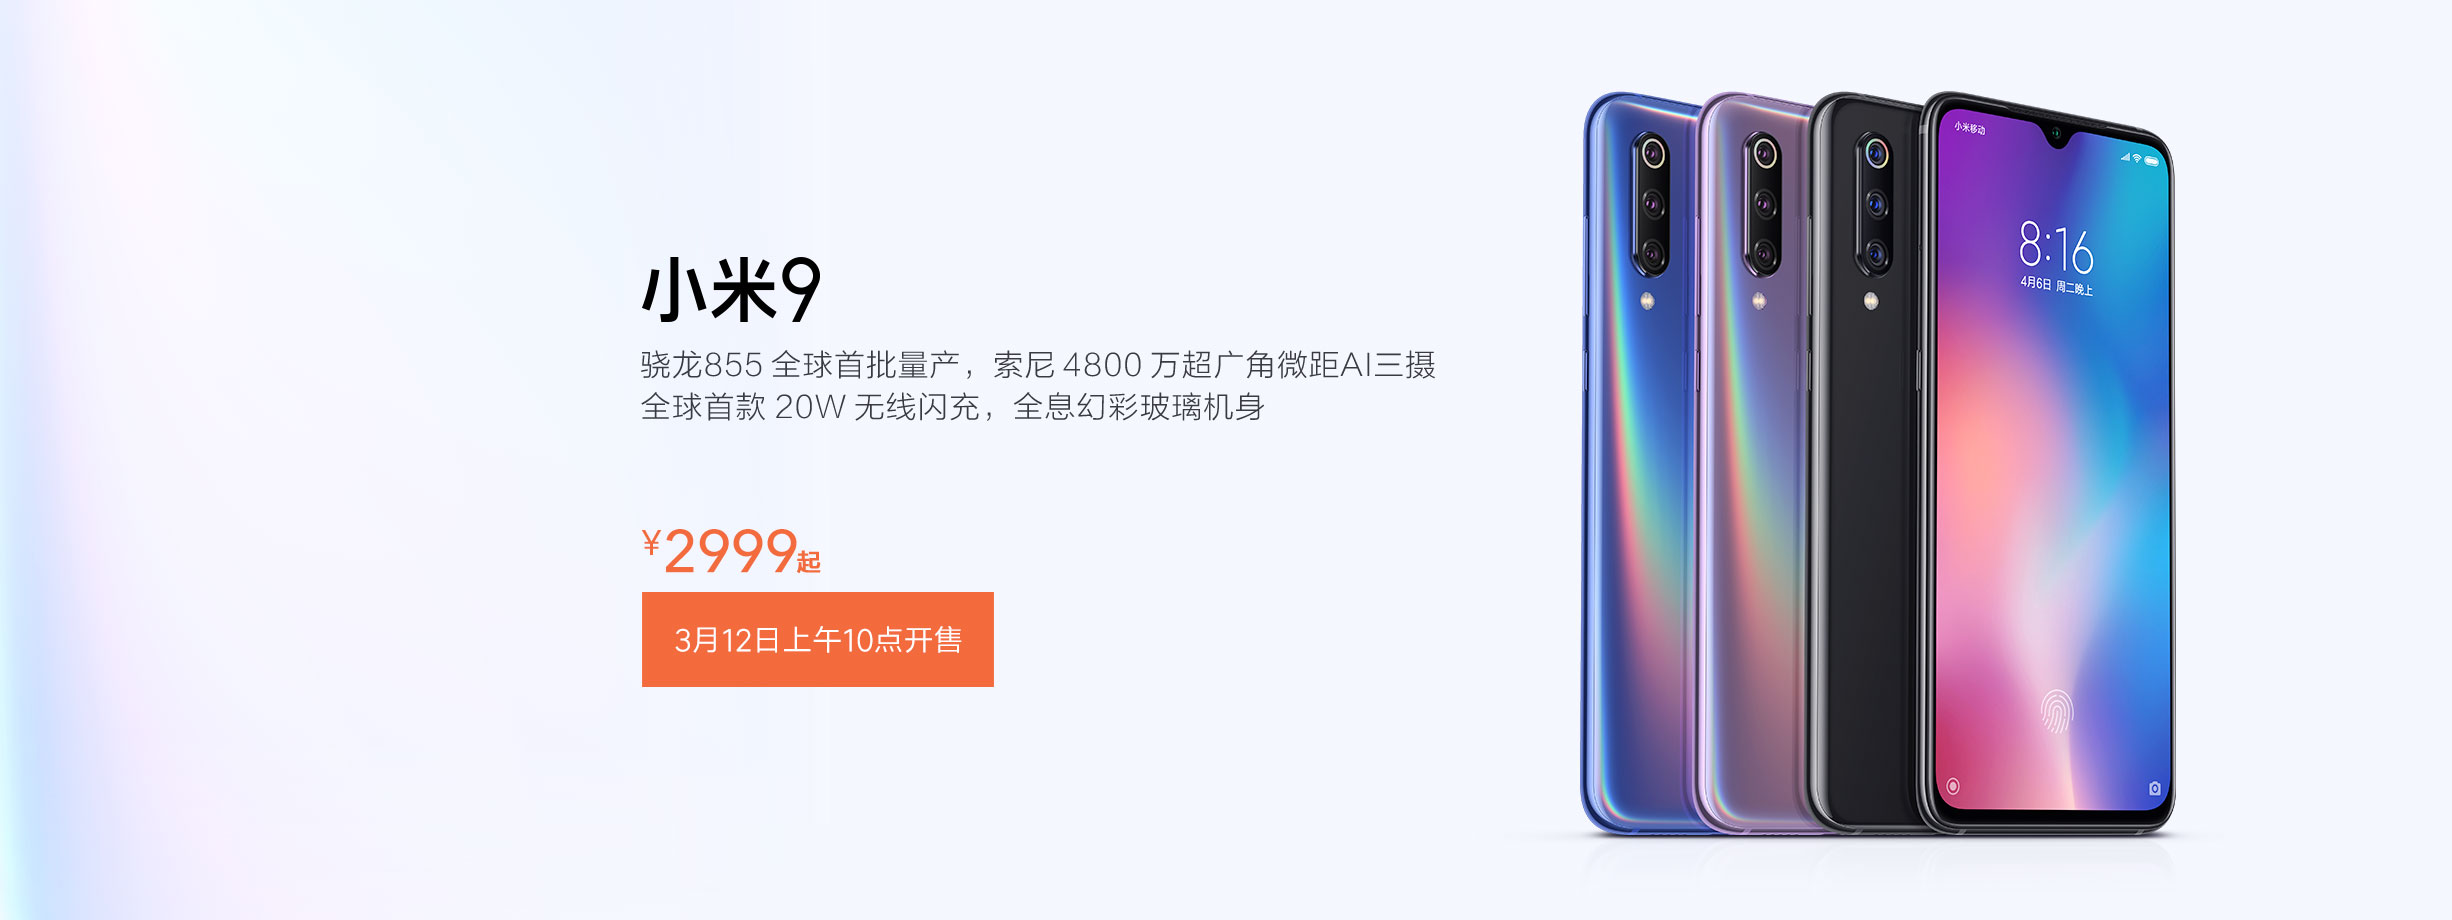 小米9
骁龙855 全球首批量产，索尼 4800 万超广角微距AI三摄
全球首款 20W 无线闪充，全息幻彩玻璃机身
¥2999起
3月12日上午10点开售
小米移动
8:16
4月6日 周二晚上